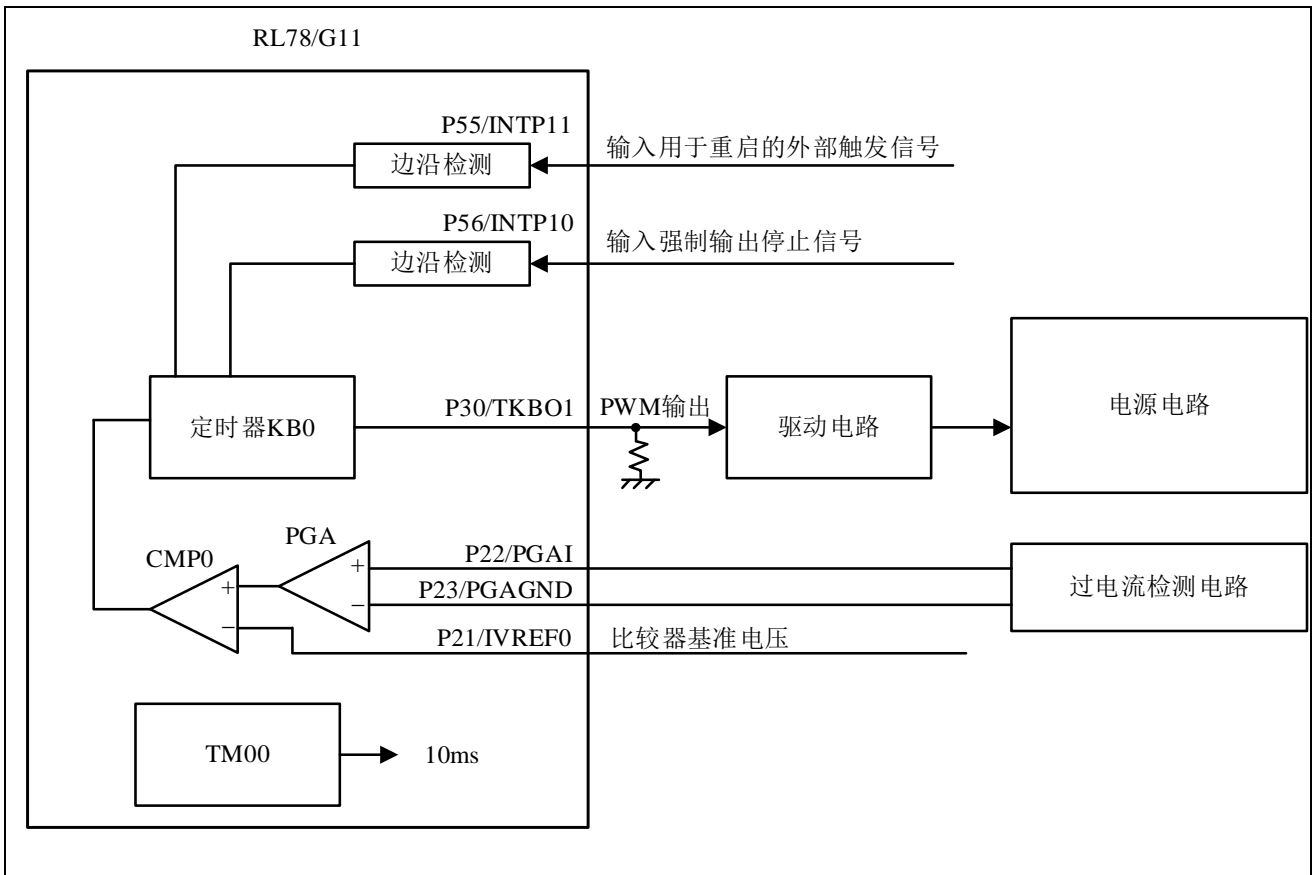 RL78/G11
P55/INTP11
边沿检测
输入用于重启的外部触发信号
P56/INTP10
边沿检测
输入强制输出停止信号
定时器KB0
P30/TKBO1
PWM输出
驱动电路
电源电路
CMP0
PGA
+
−
+
−
P22/PGAI
P23/PGAGND
过电流检测电路
P21/IVREF0
比较器基准电压
TM00
10ms